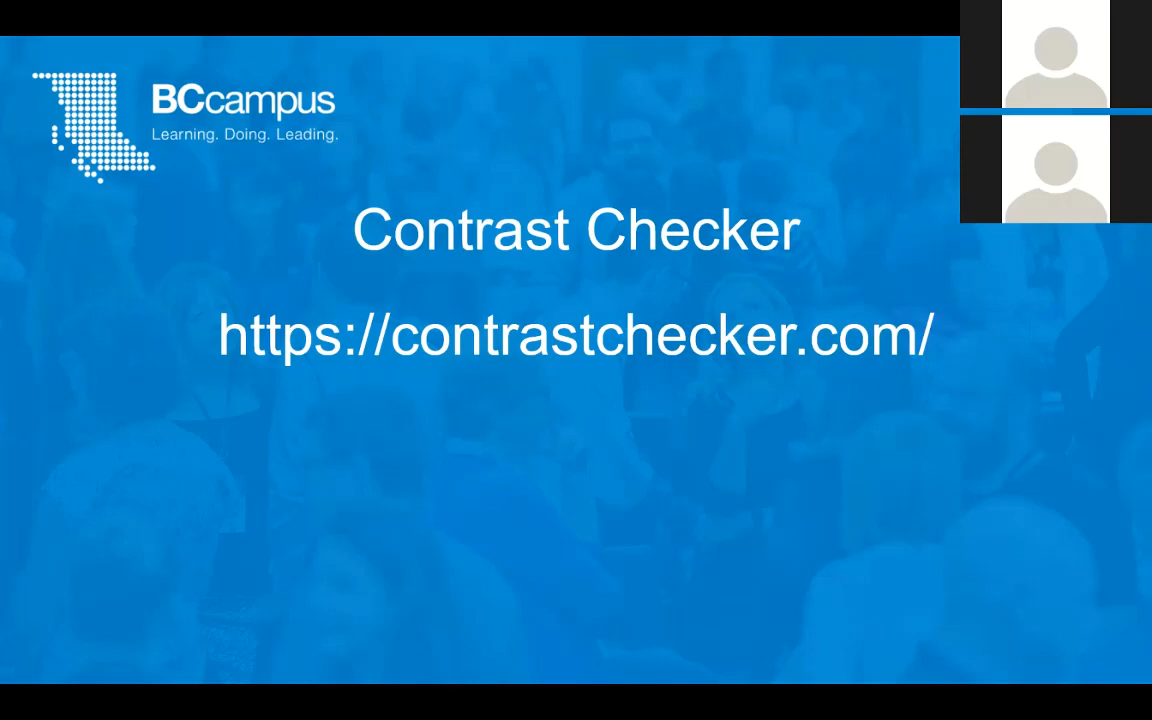 BCcampus
Learning. Doing. Leading.
Contrast Checker
https://contrastchecker.com/